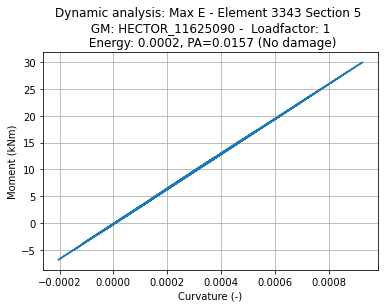 Dynamic analysis: Max E - Element 3343 Section 5
GM: HECTOR_11625090 - Loadfactor: 1
Energy: 0.0002, PA=0.0157 (No damage)
30
25
20
15
10
5
0
−5
Moment (kNm)
−0.0002 0.0000 0.0002 0.0004 0.0006 0.0008
Curvature (-)